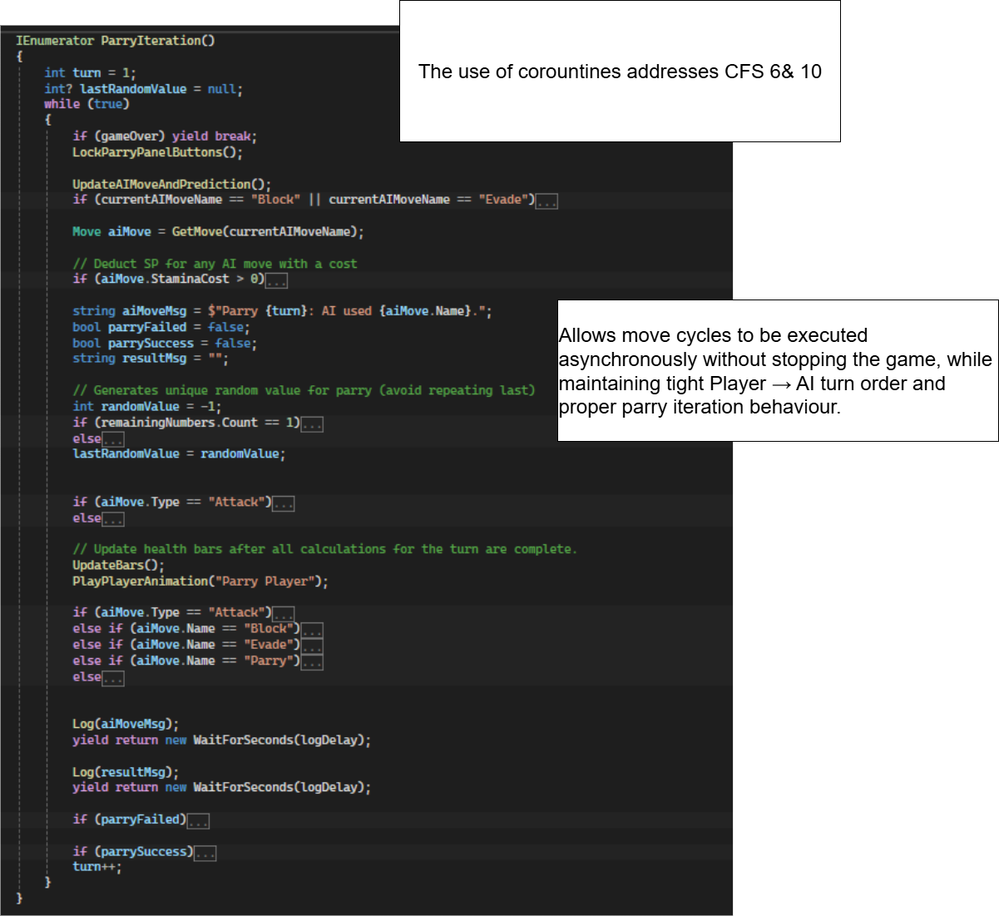 IEnumerator ParryIteration()
{
int turn = 1;
int? lastRandomValue = null;
while (true)
{
if (gameOver) yield break;
LockParryPanelButtons();
UpdateAIMoveAndPrediction();
if (currentAIMoveName == "Block" || currentAIMoveName == "Evade")...
Move aiMove = GetMove(currentAIMoveName);
// Deduct SP for any AI move with a cost
if (aiMove.StaminaCost > 0)...
string aiMoveMsg = $"Parry {turn}: AI used {aiMove.Name}.";
bool parryFailed = false;
bool parrySuccess = false;
string resultMsg = "";
// Generates unique random value for parry (avoid repeating last)
int randomValue = -1;
if (remainingNumbers.Count == 1)...
else...
lastRandomValue = randomValue;
if (aiMove.Type == "Attack")...
else...
// Update health bars after all calculations for the turn are complete.
UpdateBars();
PlayPlayerAnimation("Parry Player");
if (aiMove.Type == "Attack")...
else if (aiMove.Name == "Block")...
else if (aiMove.Name == "Evade")...
else if (aiMove.Name == "Parry")...
else...
Log(aiMoveMsg);
yield return new WaitForSeconds(logDelay);
Log(resultMsg);
yield return new WaitForSeconds(logDelay);
if (parryFailed)...
if (parrySuccess)...
turn++;
}
}
The use of corountines addresses CFS 6& 10
Allows move cycles to be executed
asynchronously without stopping the game, while
maintaining tight Player → AI turn order and
proper parry iteration behaviour.